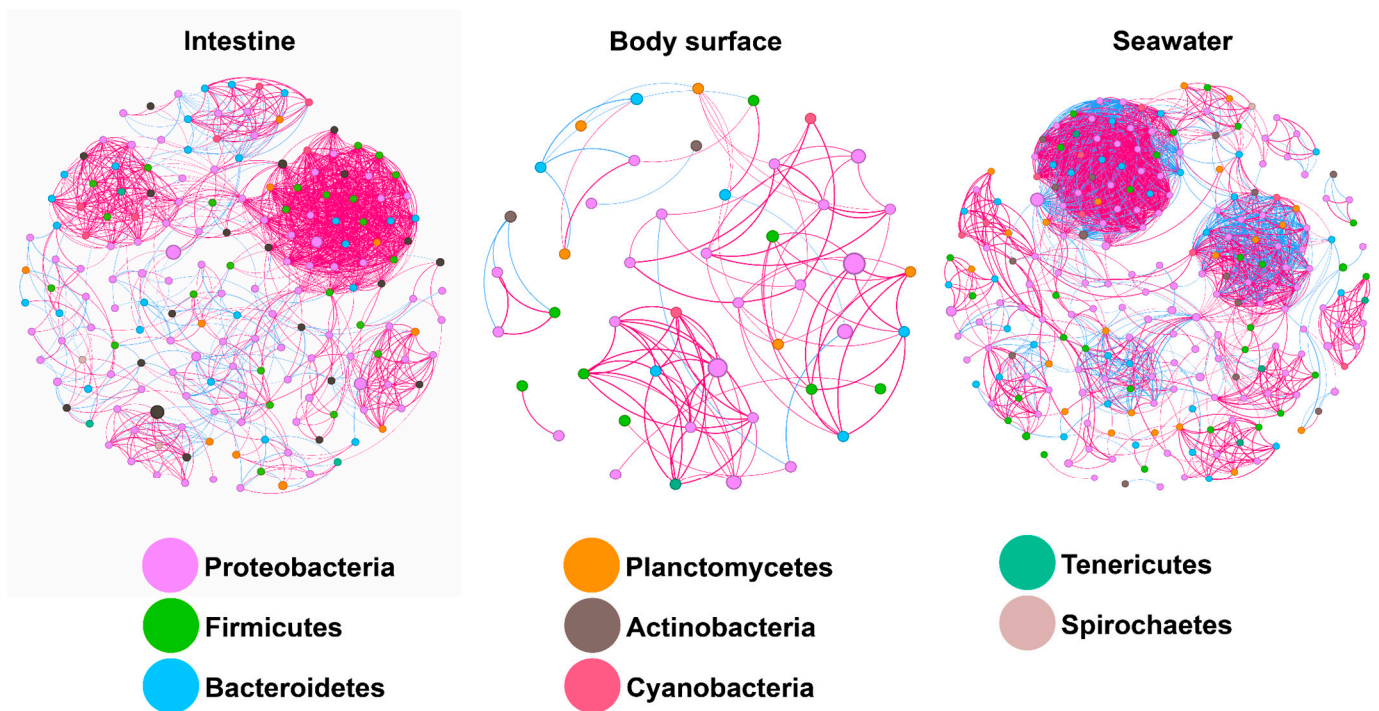 Intestine
Body surface
Seawater
Proteobacteria
Planctomycetes
Tenericutes
Firmicutes
Actinobacteria
Spirochaetes
Bacteroidetes
Cyanobacteria